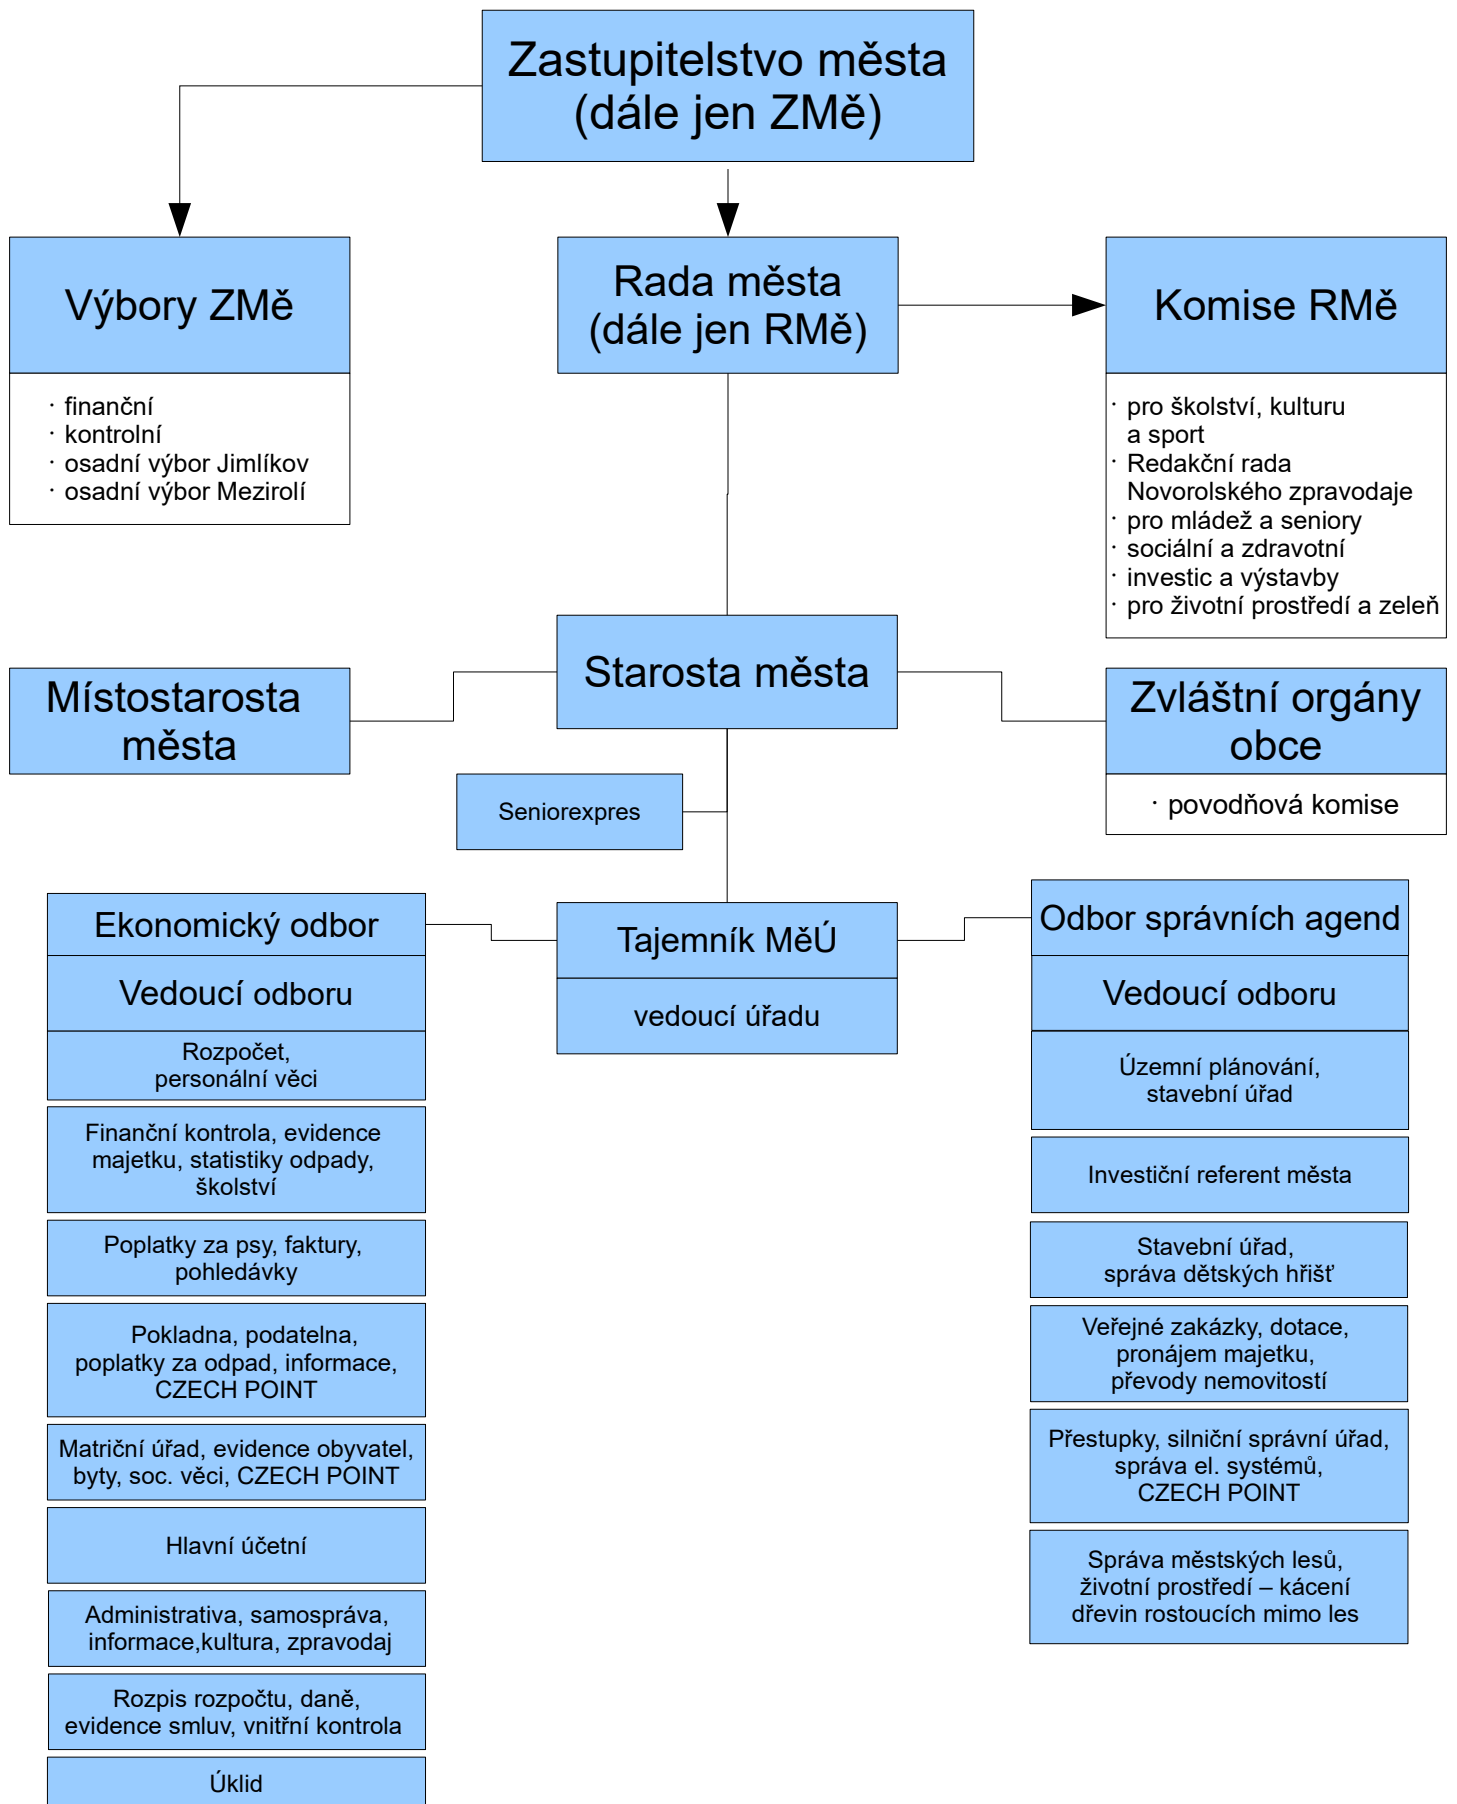 Zastupitelstvo města
(dále jen ZMě)
Výbory ZMě
· finanční
· kontrolní
· osadní výbor Jimlíkov
· osadní výbor Mezirolí
Rada města
(dále jen RMě)
Komise RMě
· pro školství, kulturu
a sport
· Redakční rada
Novorolského zpravodaje
· pro mládež a seniory
· sociální a zdravotní
· investic a výstavby
· pro životní prostředí a zeleň
Starosta města
Místostarosta
města
Zvláštní orgány
obce
· povodňová komise
Seniorexpres
Tajemník MěÚ
vedoucí úřadu
Ekonomický odbor
Vedoucí odboru
Rozpočet,
personální věci
Finanční kontrola, evidence
majetku, statistiky odpady,
školství
Poplatky za psy, faktury,
pohledávky
Pokladna, podatelna,
poplatky za odpad, informace,
CZECH POINT
Matriční úřad, evidence obyvatel,
byty, soc. věci, CZECH POINT
Hlavní účetní
Administrativa, samospráva,
informace,kultura, zpravodaj
Rozpis rozpočtu, daně,
evidence smluv, vnitřní kontrola
Úklid
Odbor správních agend
Vedoucí odboru
Územní plánování,
stavební úřad
Investiční referent města
Stavební úřad,
správa dětských hřišť
Veřejné zakázky, dotace,
pronájem majetku,
převody nemovitostí
Přestupky, silniční správní úřad,
správa el. systémů,
CZECH POINT
Správa městských lesů,
životní prostředí – kácení
dřevin rostoucích mimo les